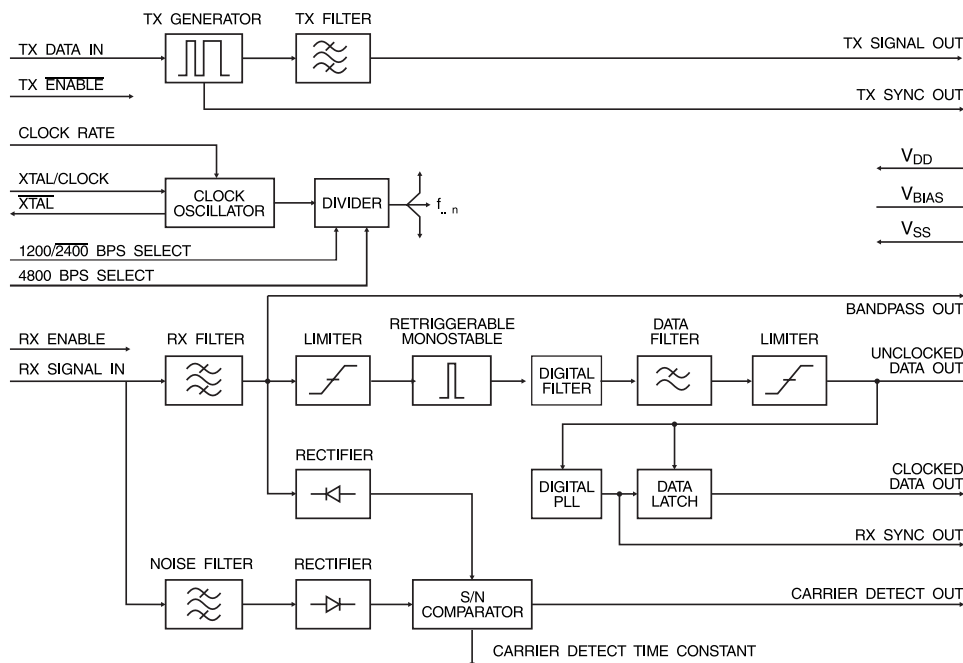 TX GENERATOR
TX FILTER
TX DATA IN
TX SIGNAL OUT
TX ENABLE
TX SYNC OUT
CLOCK RATE
XTAL/CLOCK
XTAL
CLOCK
OSCILLATOR
DIVIDER
f.. n
VDD
VBIAS
VSS
1200/2400 BPS SELECT
4800 BPS SELECT
BANDPASS OUT
RX ENABLE
RX FILTER
LIMITER
RETRIGGERABLE
MONOSTABLE
DATA
FILTER
LIMITER
UNCLOCKED
DATA OUT
RX SIGNAL IN
DIGITAL
FILTER
RECTIFIER
DIGITAL
PLL
DATA
LATCH
CLOCKED
DATA OUT
RX SYNC OUT
NOISE FILTER
RECTIFIER
S/N
COMPARATOR
CARRIER DETECT OUT
CARRIER DETECT TIME CONSTANT